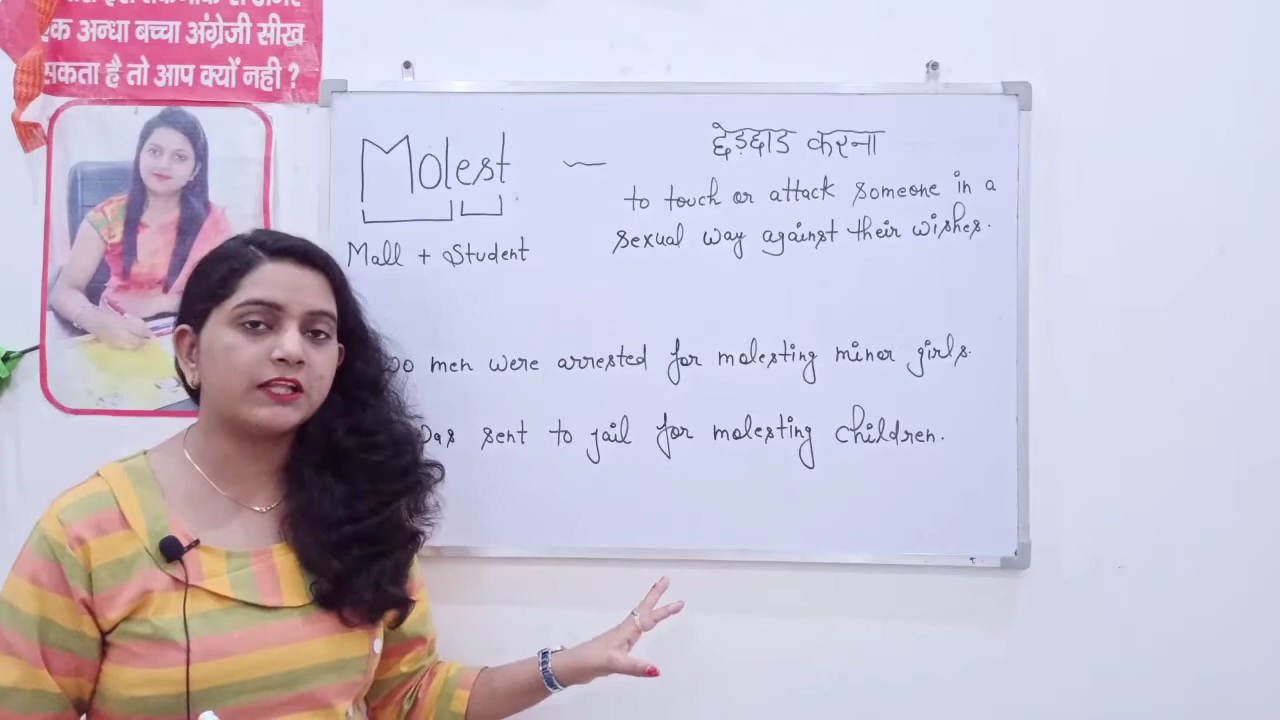 एक अन्धा बच्चा अंग्रेजी सीख
सकता है तो आप क्यों नही ?
Molest — छेड़छाड करना
to touch or attack someone in a
sexual way against their wishes.
Mall + Student
men were arrested for molesting minor girls.
sent to jail for molesting children.